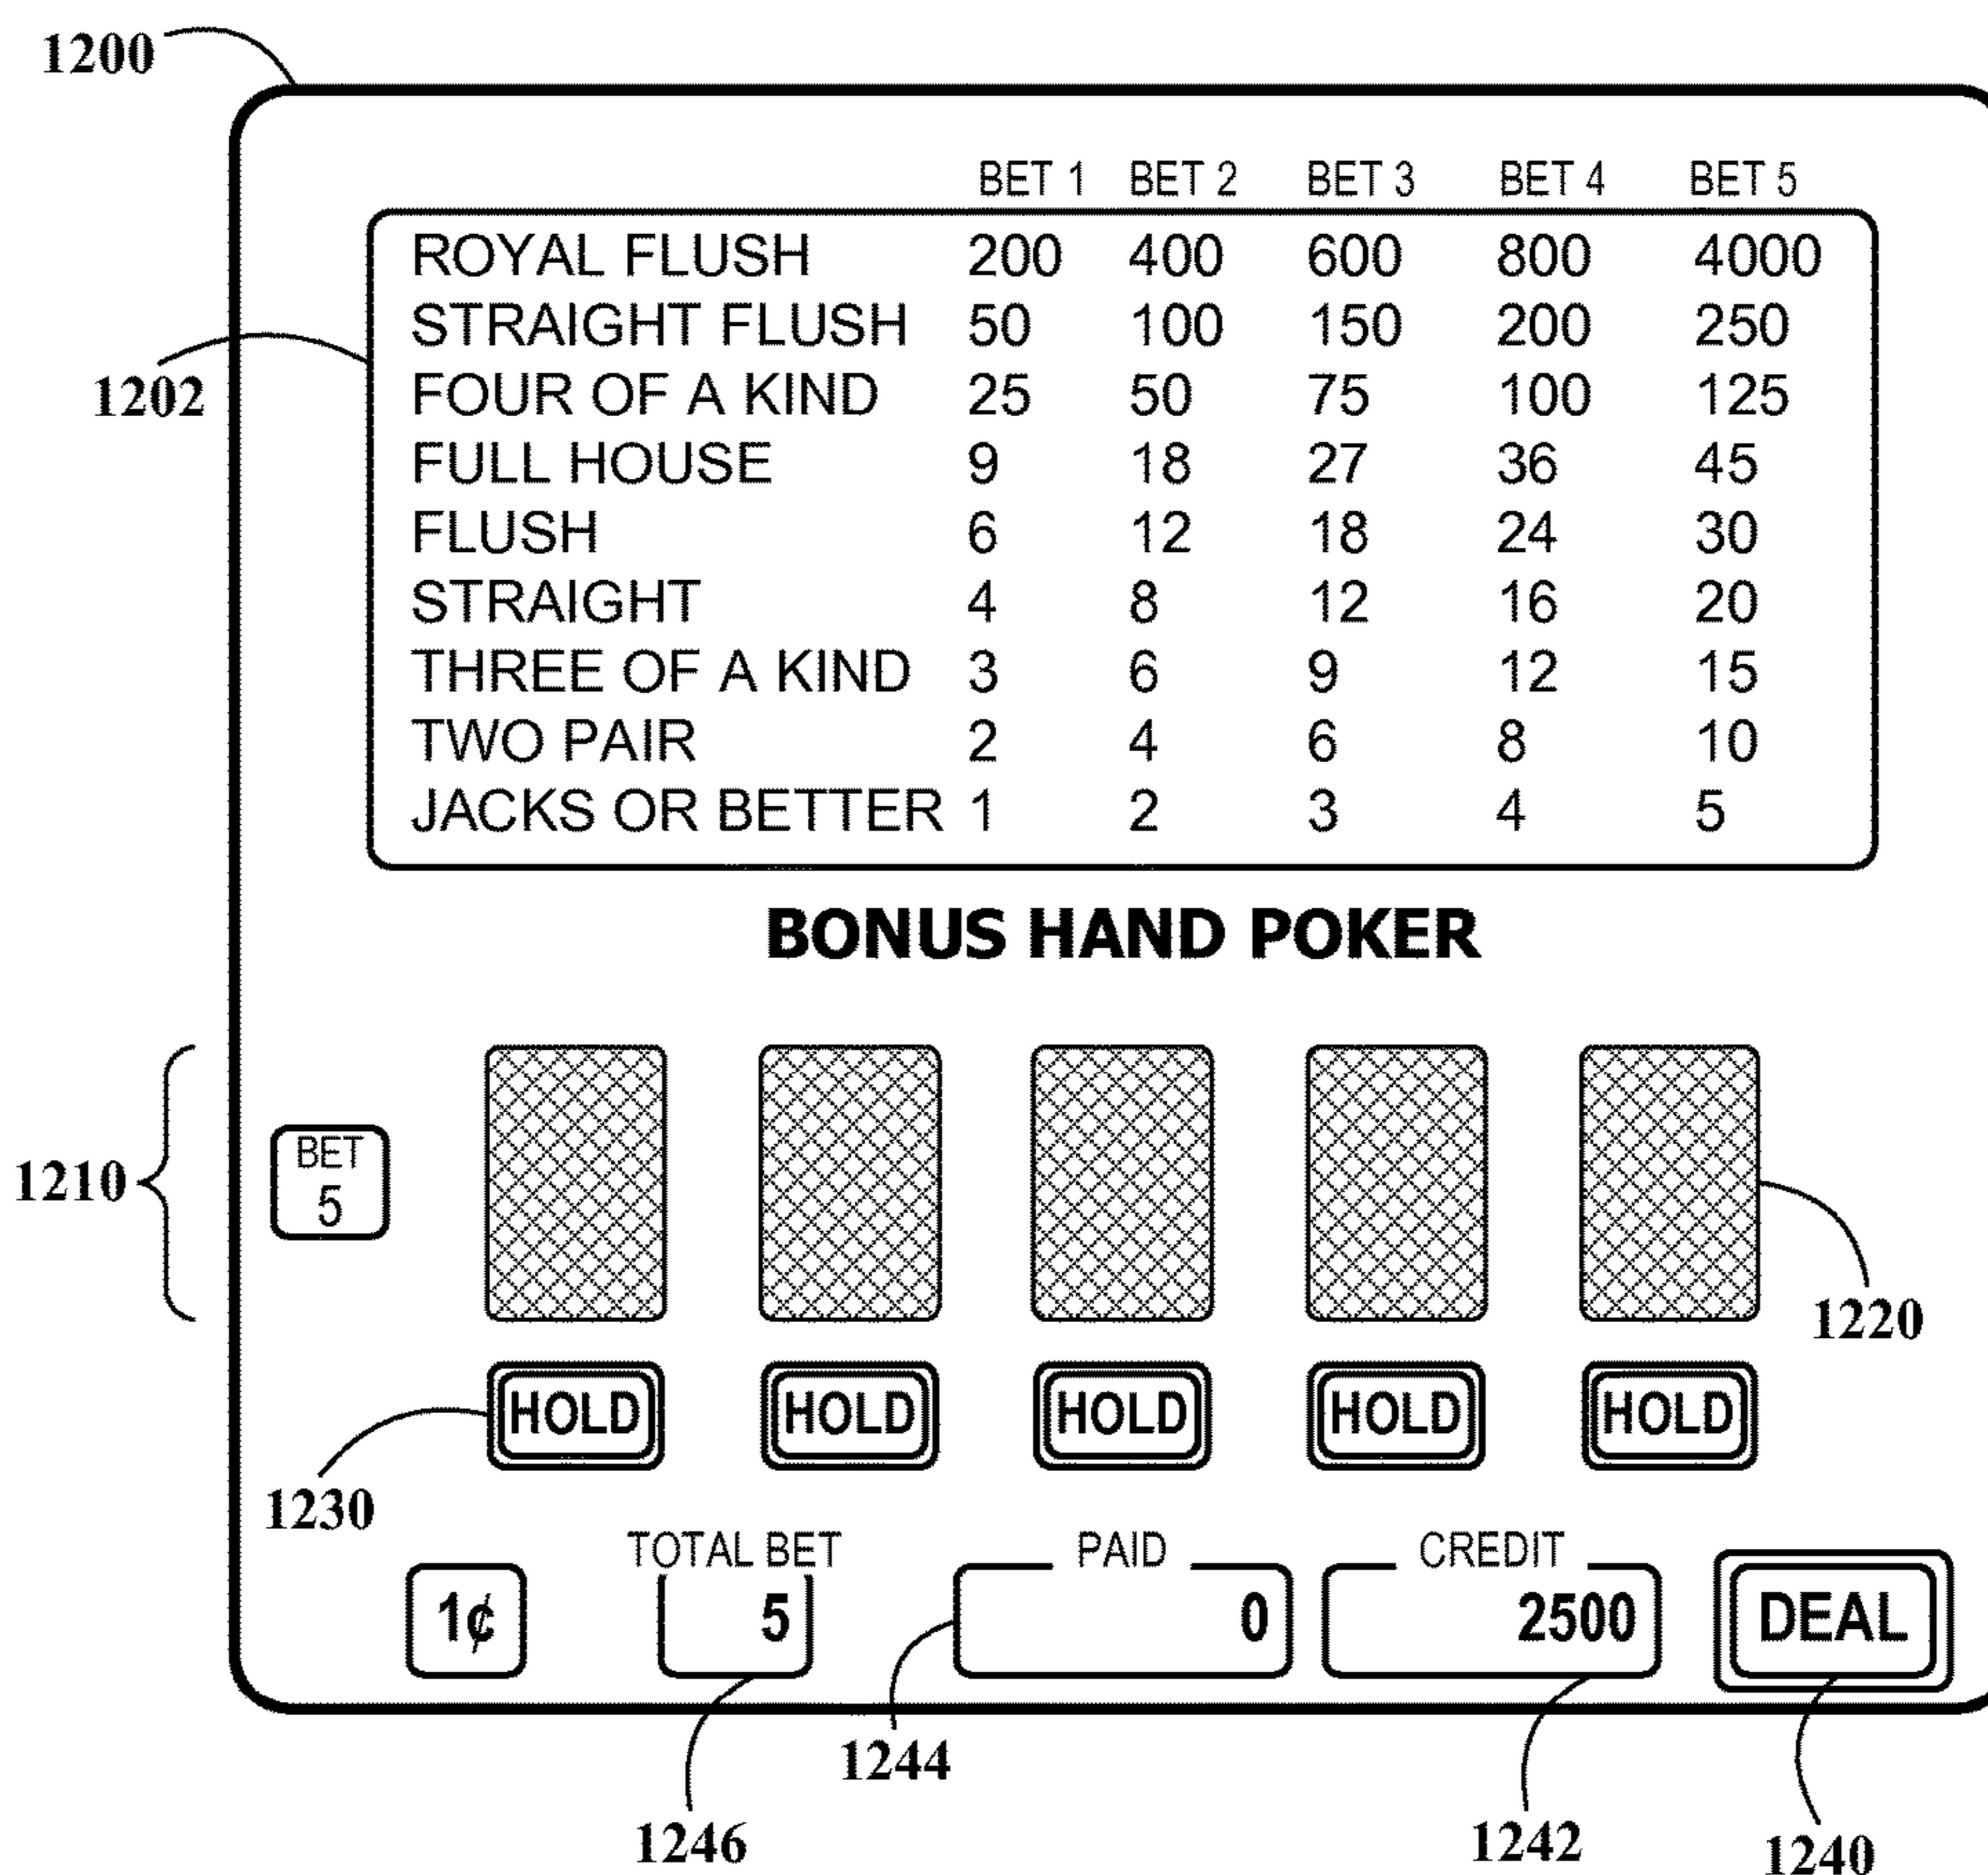 1200
BET 1 BET 2 BET 3 BET 4 BET 5
ROYAL FLUSH 200 400 600 800 4000
STRAIGHT FLUSH 50 100 150 200 250
1202
FOUR OF A KIND 25 50 75 100 125
FULL HOUSE 9 18 27 36 45
FLUSH 6 12 18 24 30
STRAIGHT 4 8 12 16 20
THREE OF A KIND 3 6 9 12 15
TWO PAIR 2 4 6 8 10
JACKS OR BETTER 1 2 3 4 5
BONUS HAND POKER
1210
BET
5
1220
HOLD HOLD HOLD HOLD HOLD
1230
TOTAL BET PAID CREDIT
1¢ 5 0 2500 DEAL
1244
1246 1242 1240